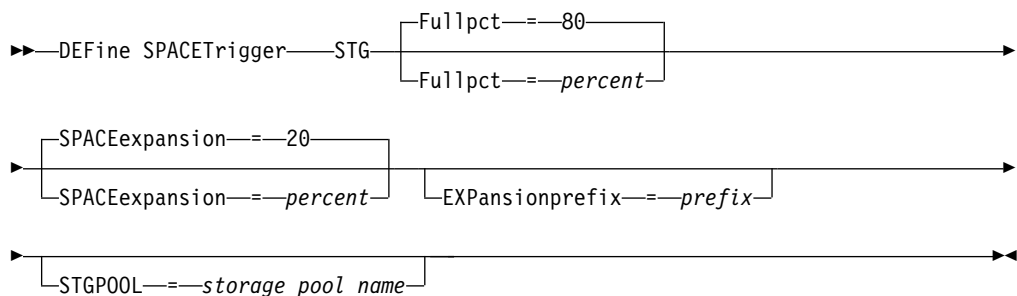 Fullpct = 80
DEFine SPACETrigger STG
Fullpct = percent
SPACEexpansion = 20
SPACEexpansion = percent
EXPansionprefix = prefix
STGPOOL = storage pool name